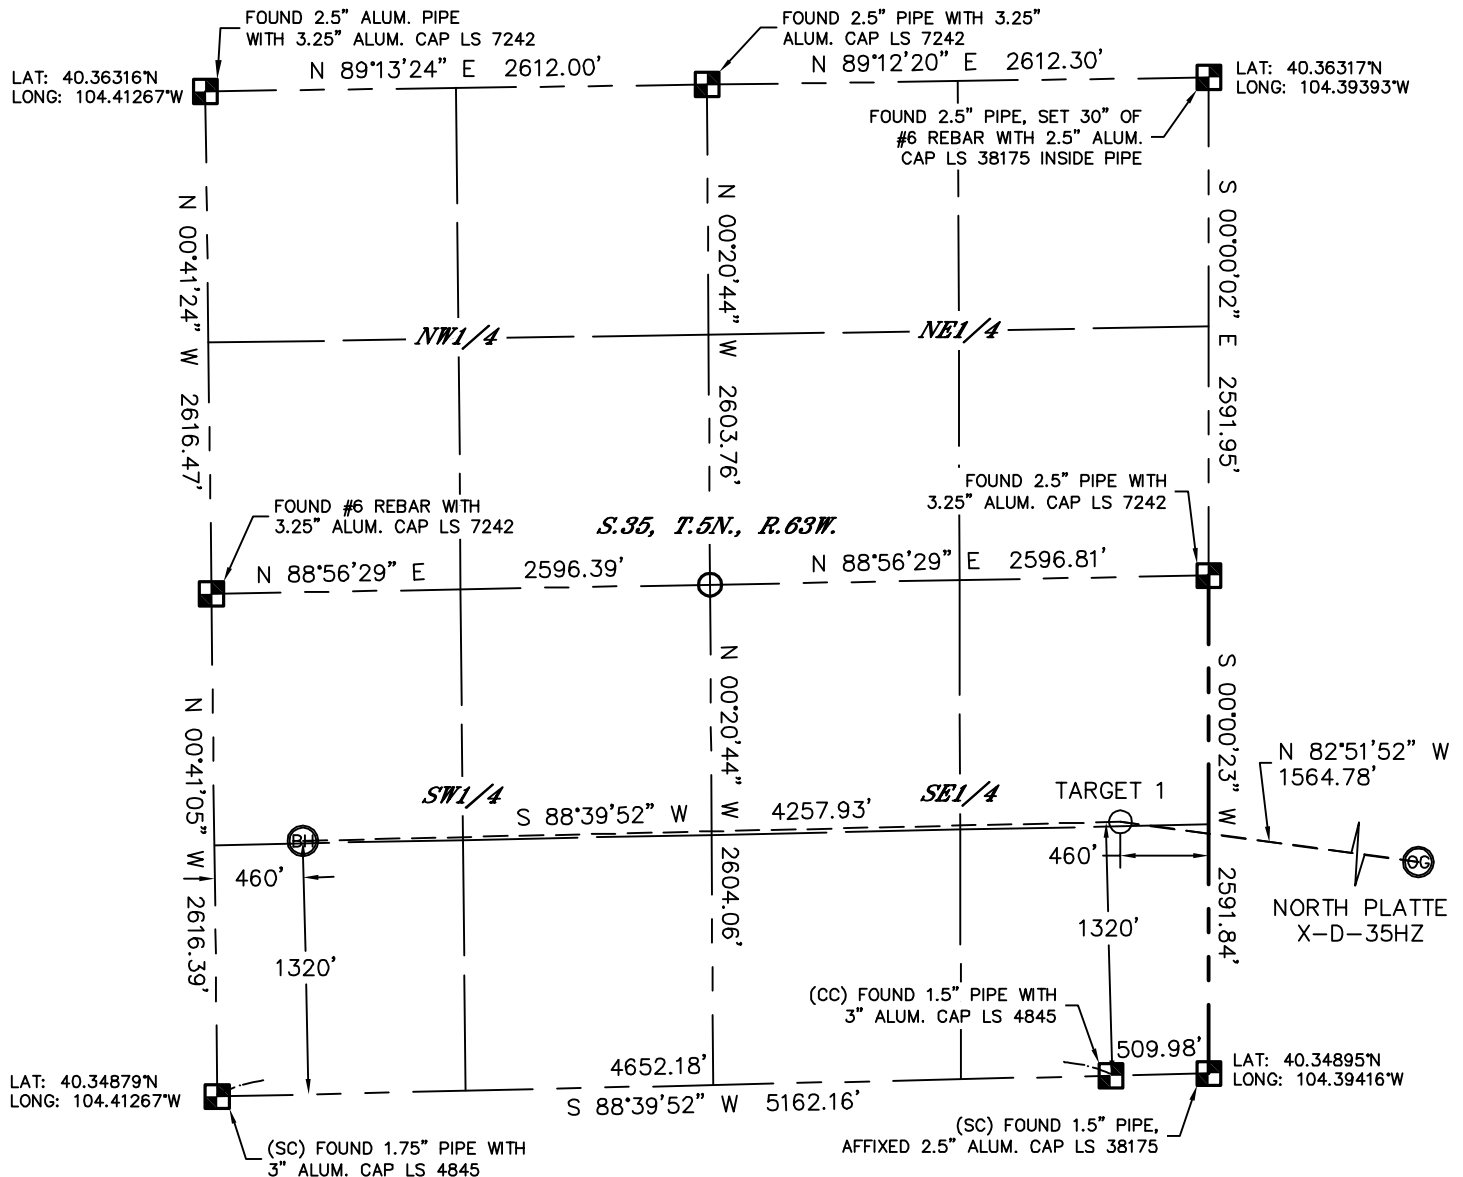 FOUND 2.5" ALUM. PIPE
WITH 3.25" ALUM. CAP LS 7242
FOUND 2.5" PIPE WITH 3.25"
ALUM. CAP LS 7242
LAT: 40.36316°N
LONG: 104.41267°W
N 89°13'24" E 2612.00'
N 89°12'20" E 2612.30'
LAT: 40.36317°N
LONG: 104.39393°W
FOUND 2.5" PIPE, SET 30" OF
#6 REBAR WITH 2.5" ALUM.
CAP LS 38175 INSIDE PIPE
N 00°41'24" W 2616.47'
N 00°20'44" W 2603.76'
S 00°00'02" E 2591.95'
NW1/4
NE1/4
FOUND #6 REBAR WITH
3.25" ALUM. CAP LS 7242
FOUND 2.5" PIPE WITH
3.25" ALUM. CAP LS 7242
S.35, T.5N., R.63W.
N 88°56'29" E 2596.39'
N 88°56'29" E 2596.81'
N 00°41'05" W 2616.39'
N 00°20'44" W 2604.06'
S 00°00'23" W 2591.84'
N 82°51'52" W
1564.78'
SW1/4
SE1/4
TARGET 1
S 88°39'52" W 4257.93'
BH
OG
460'
460'
NORTH PLATTE
X-D-35HZ
1320'
1320'
(CC) FOUND 1.5" PIPE WITH
3" ALUM. CAP LS 4845
4652.18'
509.98'
S 88°39'52" W 5162.16'
LAT: 40.34879°N
LONG: 104.41267°W
LAT: 40.34895°N
LONG: 104.39416°W
(SC) FOUND 1.75" PIPE WITH
3" ALUM. CAP LS 4845
(SC) FOUND 1.5" PIPE,
AFFIXED 2.5" ALUM. CAP LS 38175